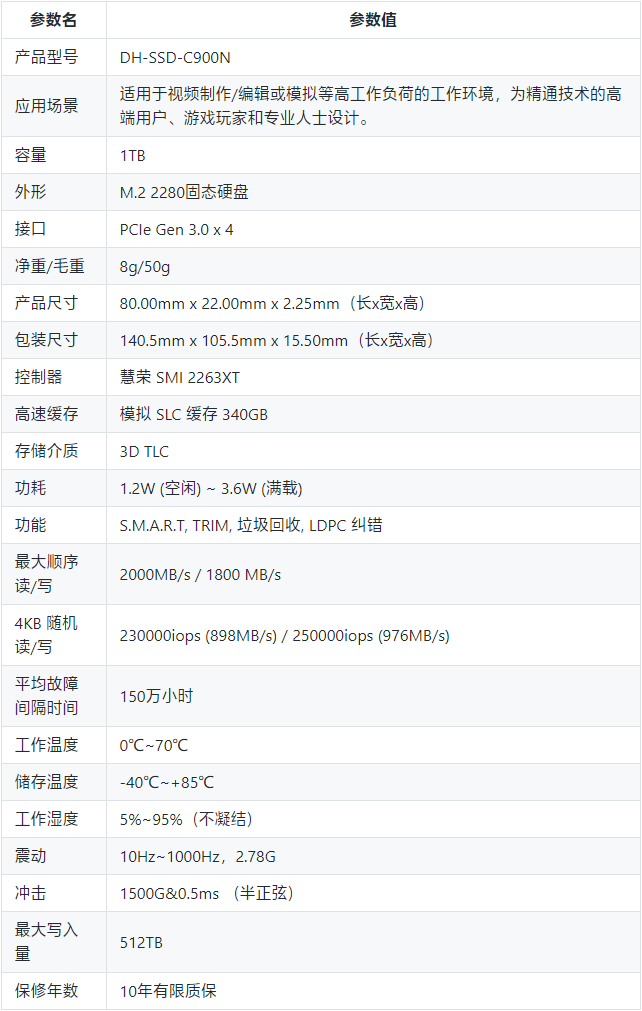 参数名 参数值
产品型号 DH-SSD-C900N
应用场景 适用于视频制作/编辑或模拟等高工作负荷的工作环境，为精通技术的高
端用户、游戏玩家和专业人士设计。
容量 1TB
外形 M.2 2280固态硬盘
接口 PCIe Gen 3.0 x 4
净重/毛重 8g/50g
产品尺寸 80.00mm x 22.00mm x 2.25mm（长x宽x高）
包装尺寸 140.5mm x 105.5mm x 15.50mm（长x宽x高）
控制器 慧荣 SMI 2263XT
高速缓存 模拟 SLC 缓存 340GB
存储介质 3D TLC
功耗 1.2W (空闲) ~ 3.6W (满载)
功能 S.M.A.R.T, TRIM, 垃圾回收, LDPC 纠错
最大顺序
读/写 2000MB/s / 1800 MB/s
4KB 随机
读/写 230000iops (898MB/s) / 250000iops (976MB/s)
平均故障
间隔时间 150万小时
工作温度 0℃~70℃
储存温度 -40℃~+85℃
工作湿度 5%~95%（不凝结）
震动 10Hz~1000Hz，2.78G
冲击 1500G&0.5ms （半正弦）
最大写入
量 512TB
保修年数 10年有限质保